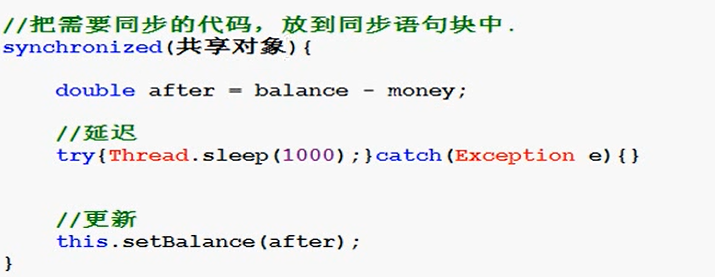 //把需要同步的代码，放到同步语句块中.
synchronized(共享对象){
double after = balance - money;
//延迟
try{Thread.sleep(1000);}catch(Exception e){}
//更新
this.setBalance(after);
}